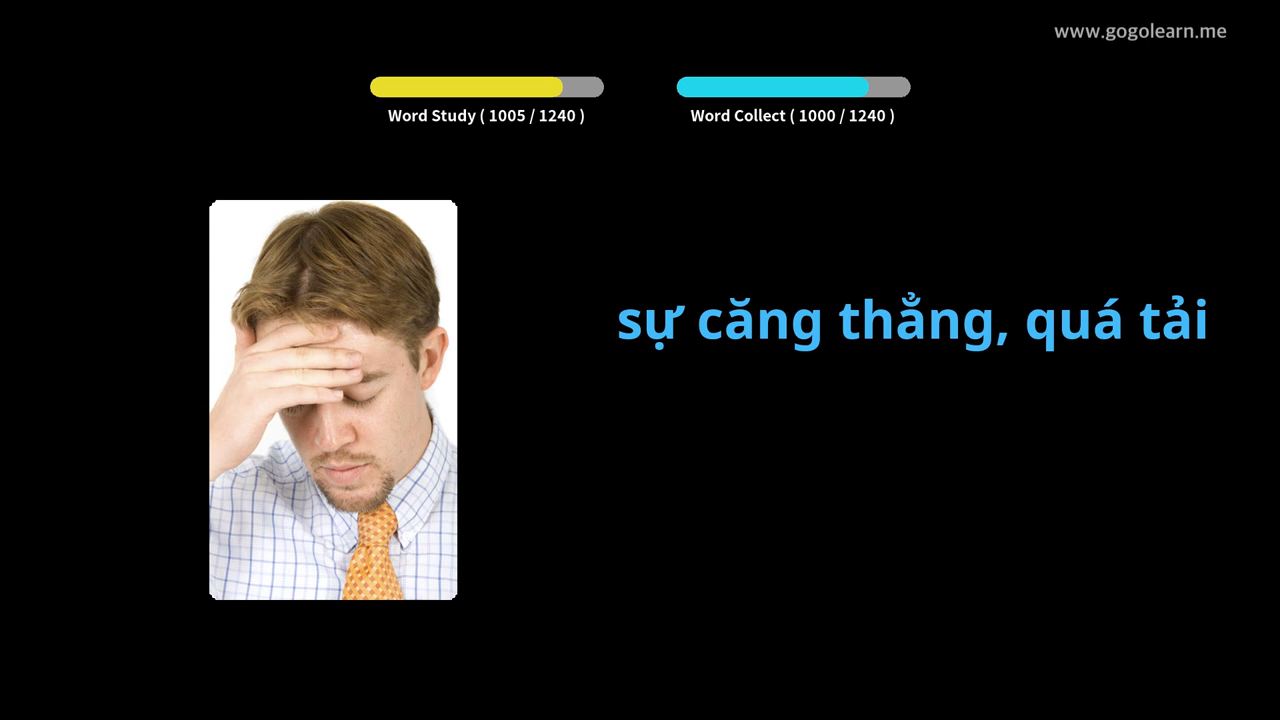 www.gogolearn.me
Word Study ( 1005 / 1240 )
Word Collect ( 1000 / 1240 )
sự căng thẳng, quá tải